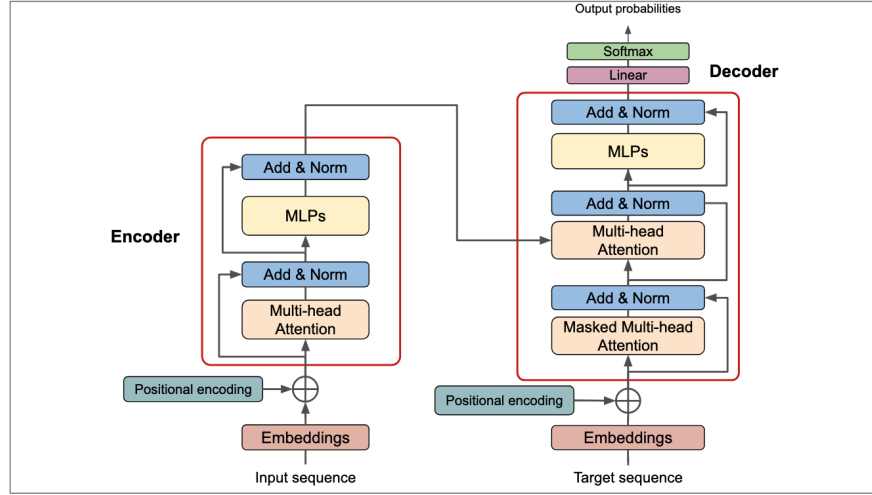 Output probabilities
Softmax
Linear
Decoder
Add & Norm
MLPs
Add & Norm
Multi-head
Attention
Add & Norm
Masked Multi-head
Attention
Positional encoding
Embeddings
Target sequence
Encoder
Add & Norm
MLPs
Add & Norm
Multi-head
Attention
Positional encoding
Embeddings
Input sequence